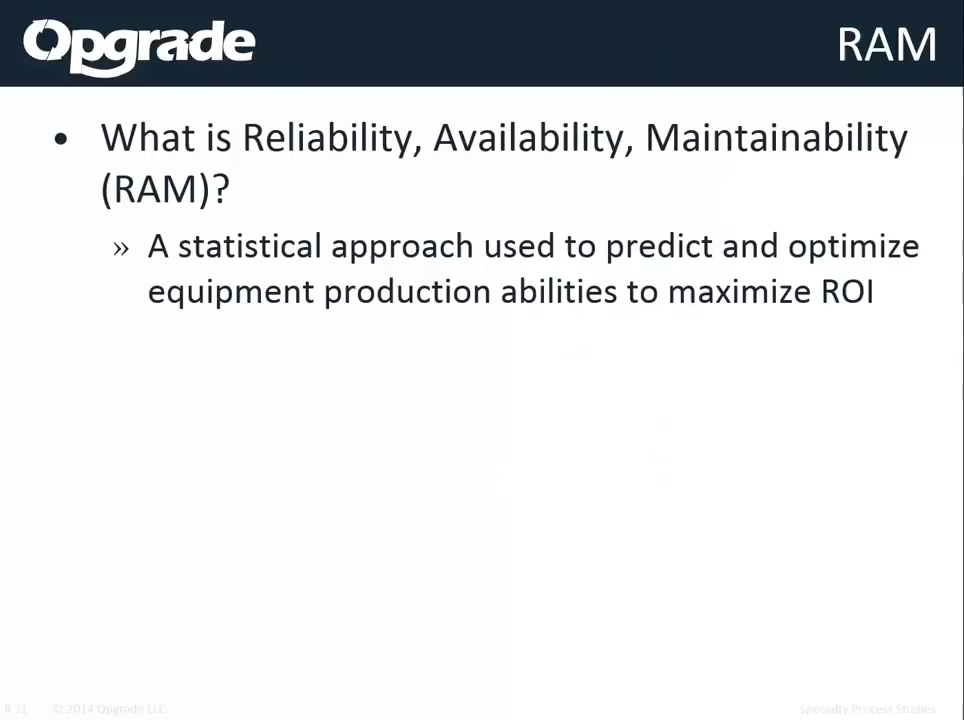 Opgrade
RAM
• What is Reliability, Availability, Maintainability
(RAM)?
» A statistical approach used to predict and optimize
equipment production abilities to maximize ROI
# 31 © 2014 Opgrade LLC Specialty Process Studies